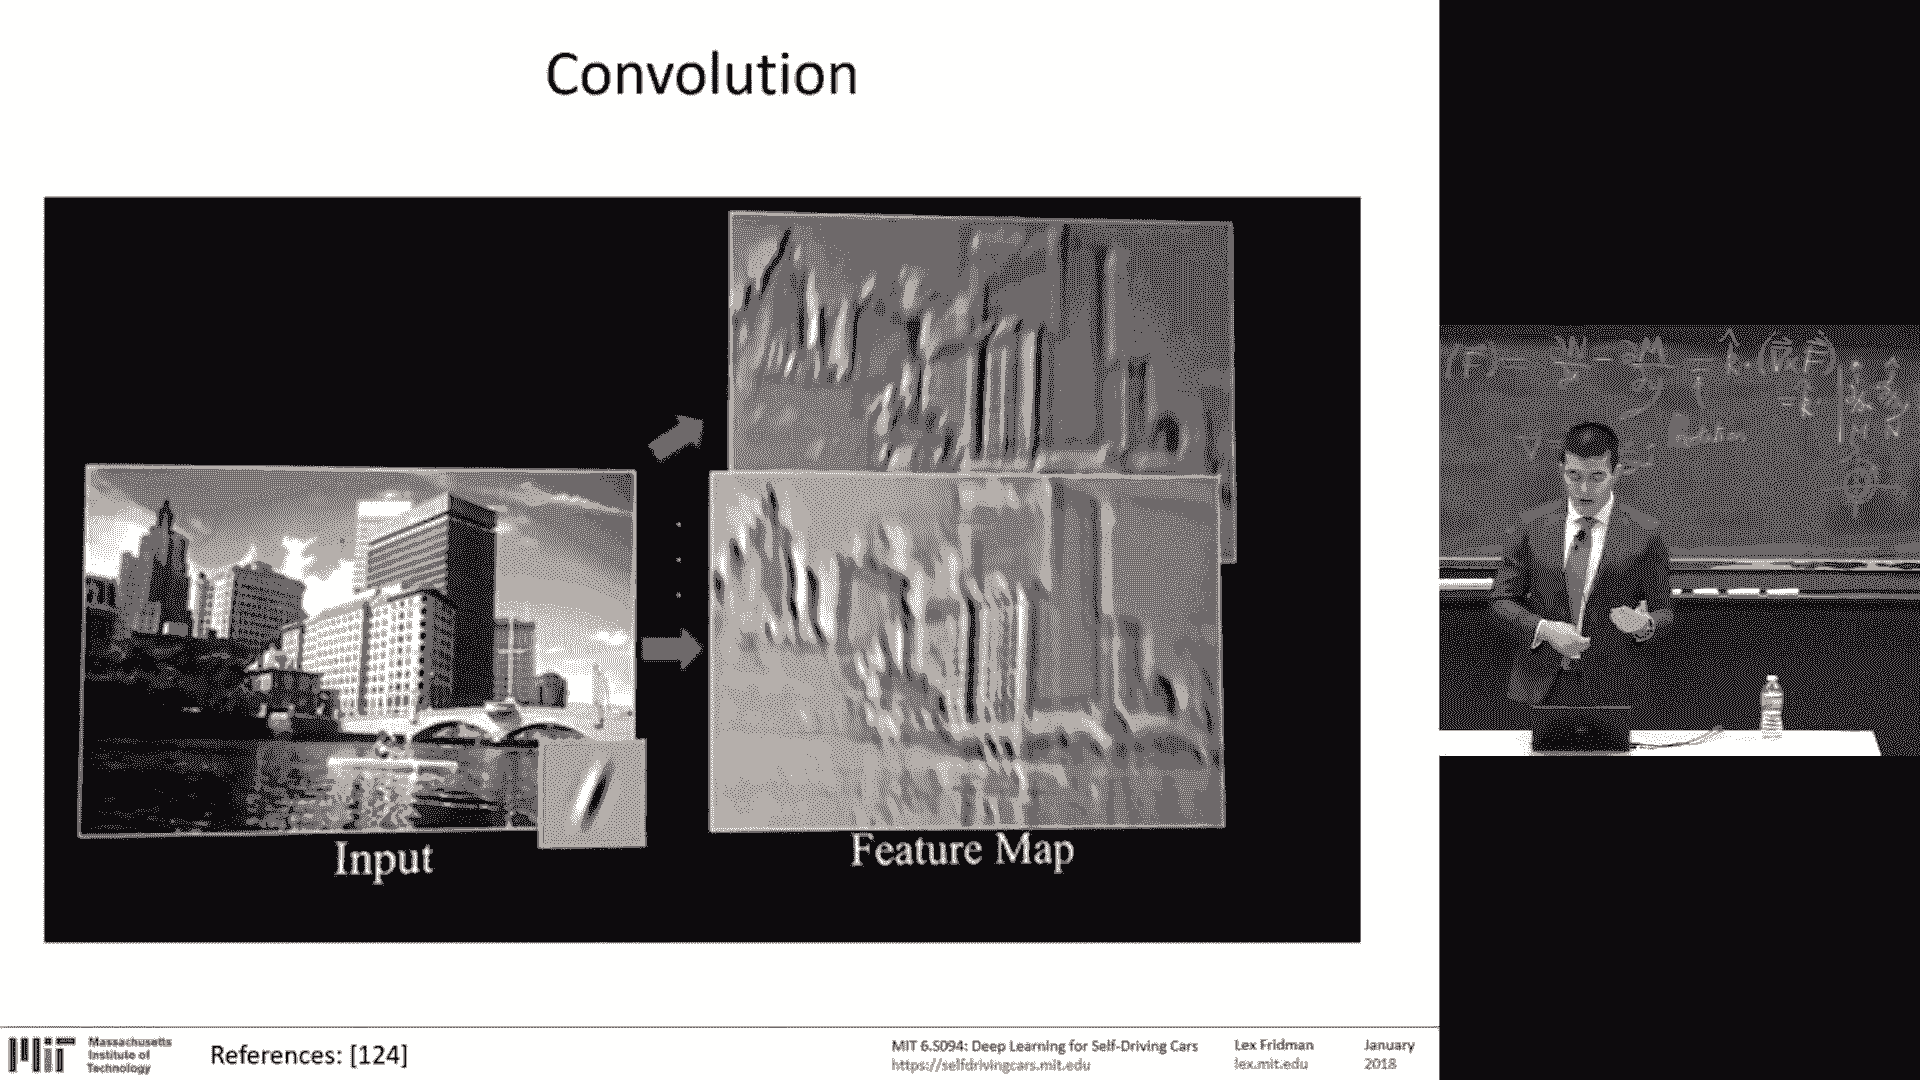 Convolution
Input
Feature Map
Massachusetts
Institute of
Technology
References: [124]
MIT 6.S094: Deep Learning for Self-Driving Cars
https://selfdrivingcars.mit.edu
Lex Fridman
lex.mit.edu
January
2018